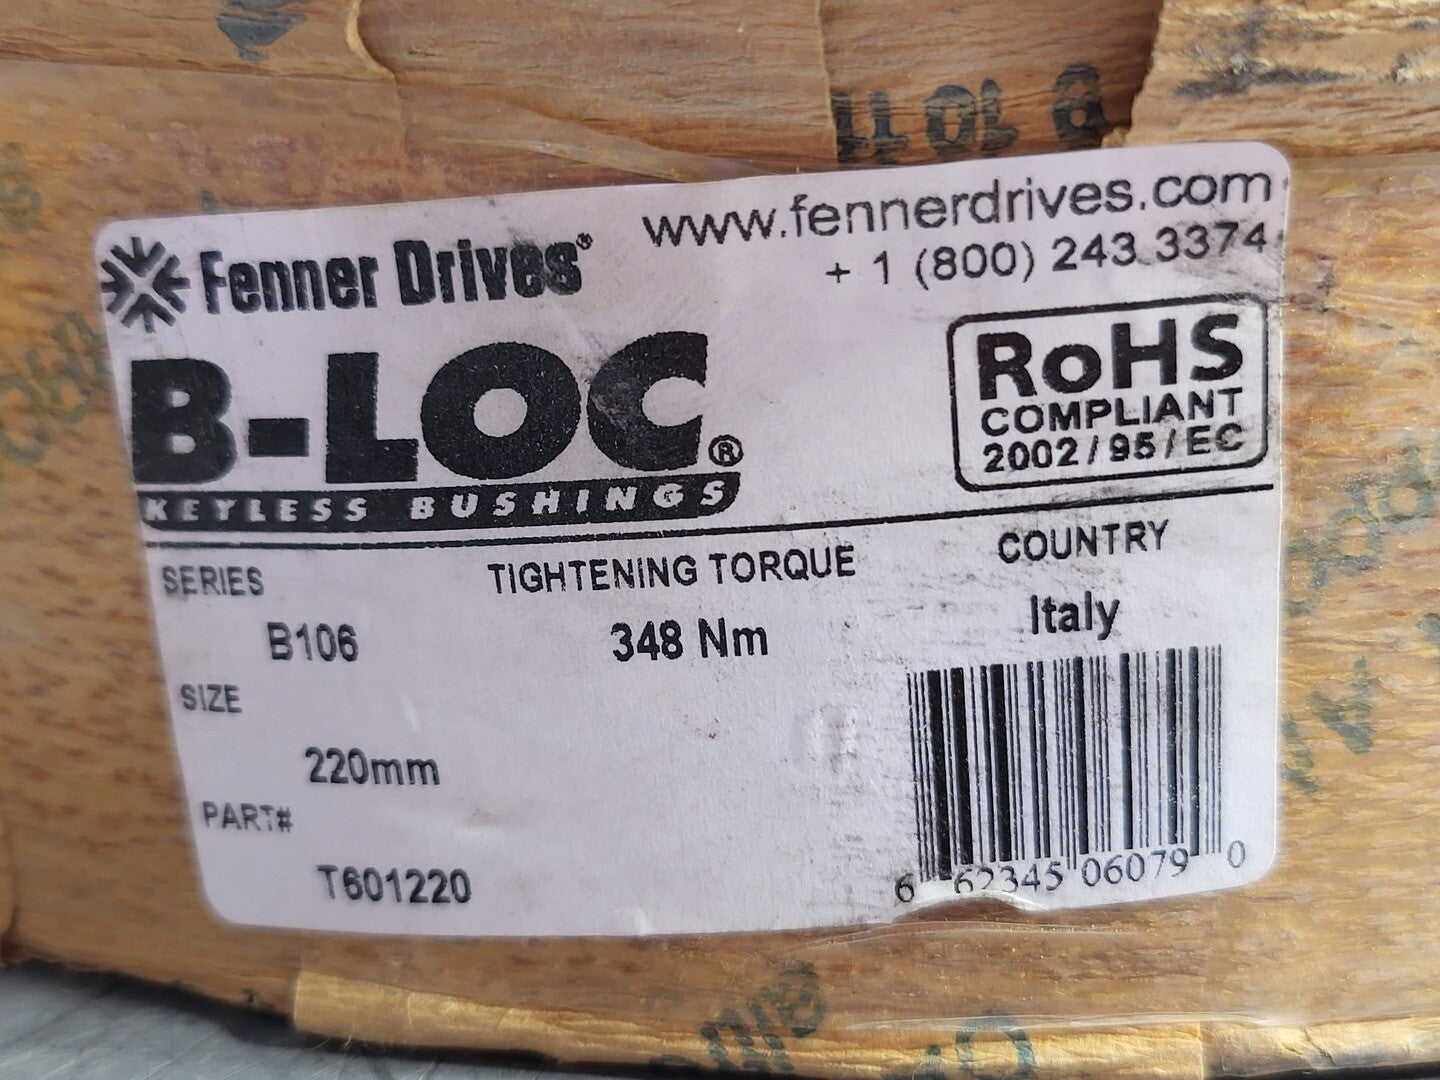 Fenner Drives®
www.fennerdrives.com
+ 1 (800) 243 3374
B-LOC®
KEYLESS BUSHINGS
RoHS
COMPLIANT
2002/95/EC
SERIES
B106
TIGHTENING TORQUE
348 Nm
COUNTRY
Italy
SIZE
220mm
PART#
T601220
6 62345 06079 0